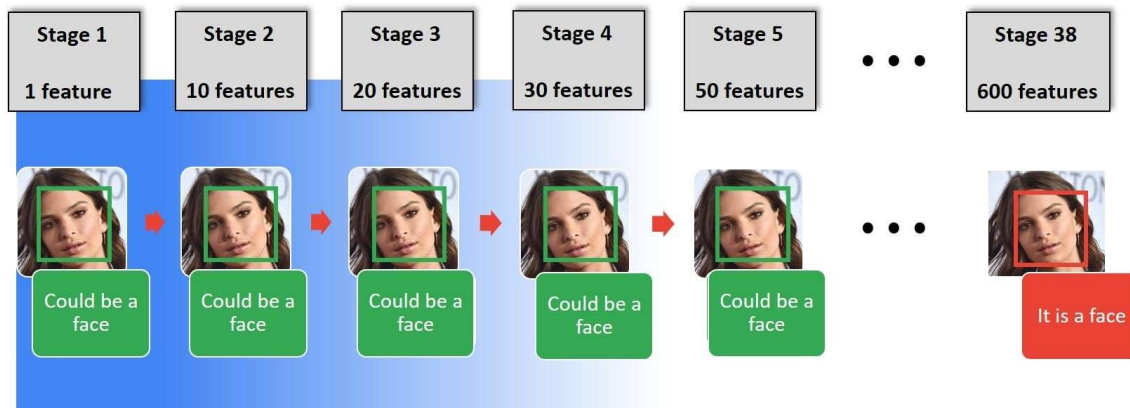 Stage 1
1 feature
Stage 2
10 features
Stage 3
20 features
Stage 4
30 features
Stage 5
50 features
Stage 38
600 features
Could be a
face
Could be a
face
Could be a
face
Could be a
face
Could be a
face
It is a face